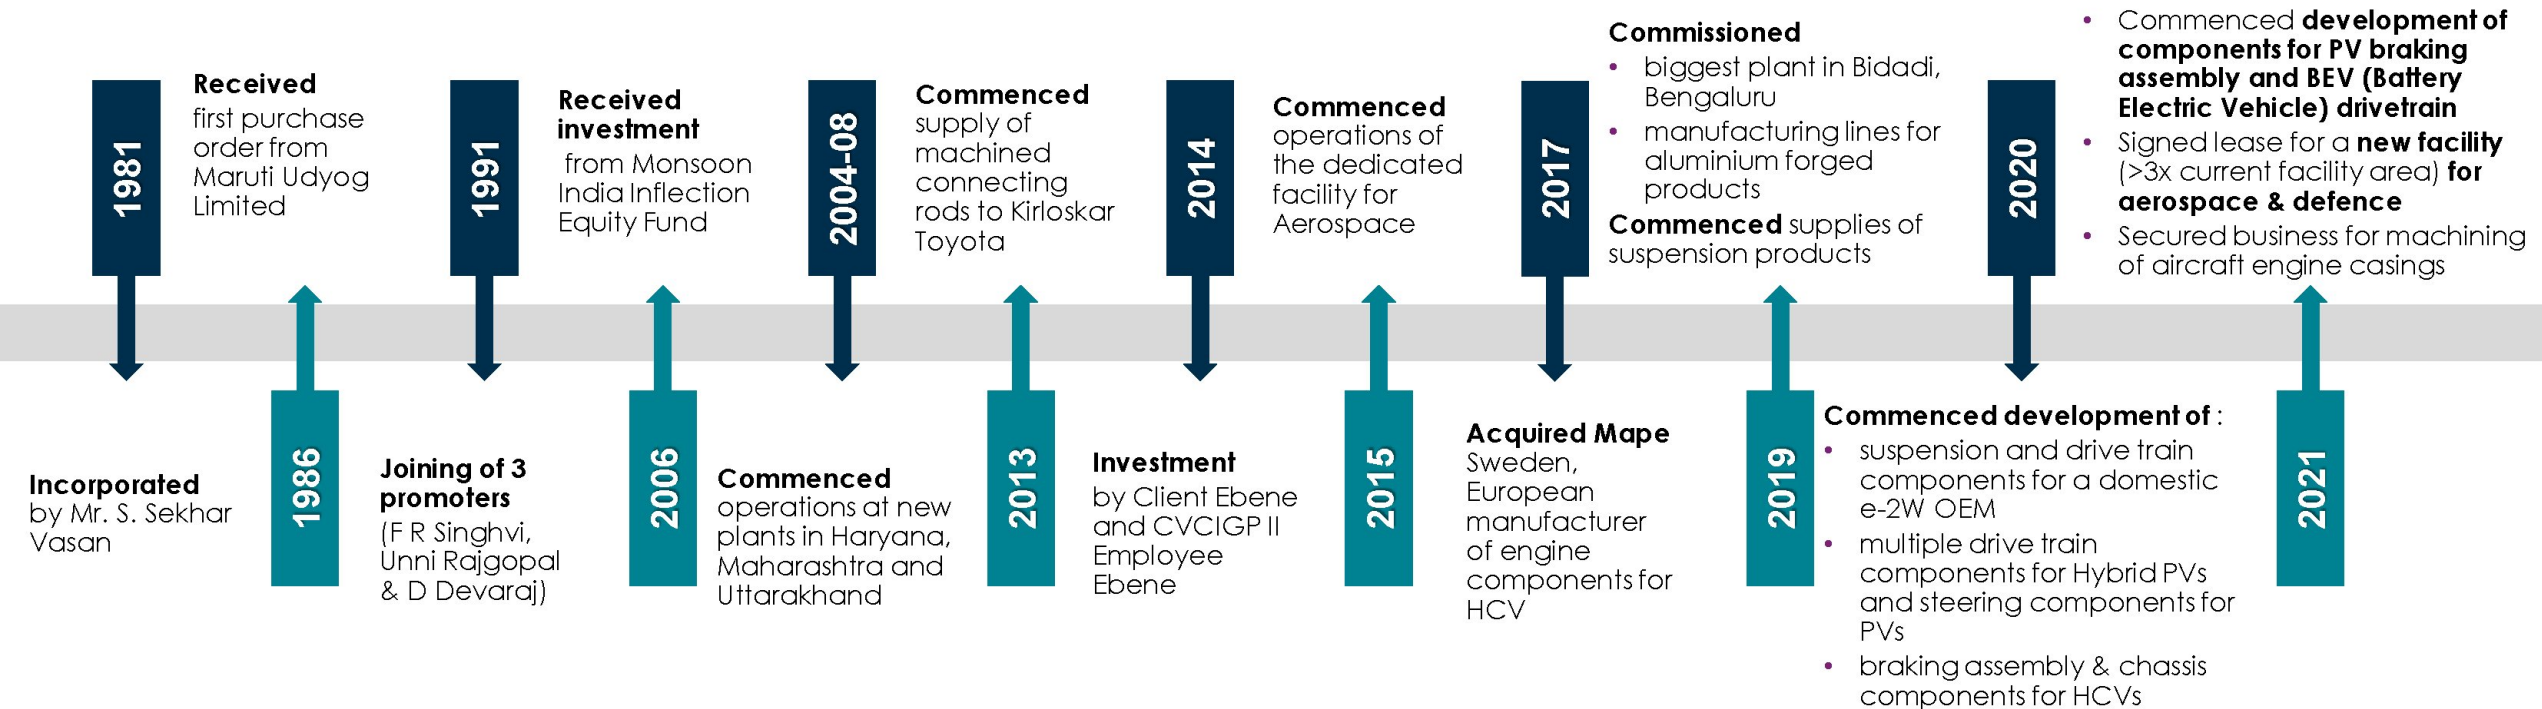 1981
Incorporated
by Mr. S. Sekhar
Vasan
Received
first purchase
order from
Maruti Udyog
Limited
1986
1991
Joining of 3
promoters
(F R Singhvi,
Unni Rajgopal
& D Devaraj)
Received
investment
from Monsoon
India Inflection
Equity Fund
2006
2004-08
Commenced
operations at new
plants in Haryana,
Maharashtra and
Uttarakhand
Commenced
supply of
machined
connecting
rods to Kirloskar
Toyota
2013
2014
Investment
by Client Ebene
and CVCIGP II
Employee
Ebene
Commenced
operations of
the dedicated
facility for
Aerospace
2015
2017
Acquired Mape
Sweden,
European
manufacturer
of engine
components for
HCV
Commissioned
• biggest plant in Bidadi,
Bengaluru
• manufacturing lines for
aluminium forged
products
Commenced supplies of
suspension products
2019
2020
Commenced development of :
• suspension and drive train
components for a domestic
e-2W OEM
• multiple drive train
components for Hybrid PVs
and steering components for
PVs
• braking assembly & chassis
components for HCVs
• Commenced development of
components for PV braking
assembly and BEV (Battery
Electric Vehicle) drivetrain
• Signed lease for a new facility
(>3x current facility area) for
aerospace & defence
• Secured business for machining
of aircraft engine casings
2021